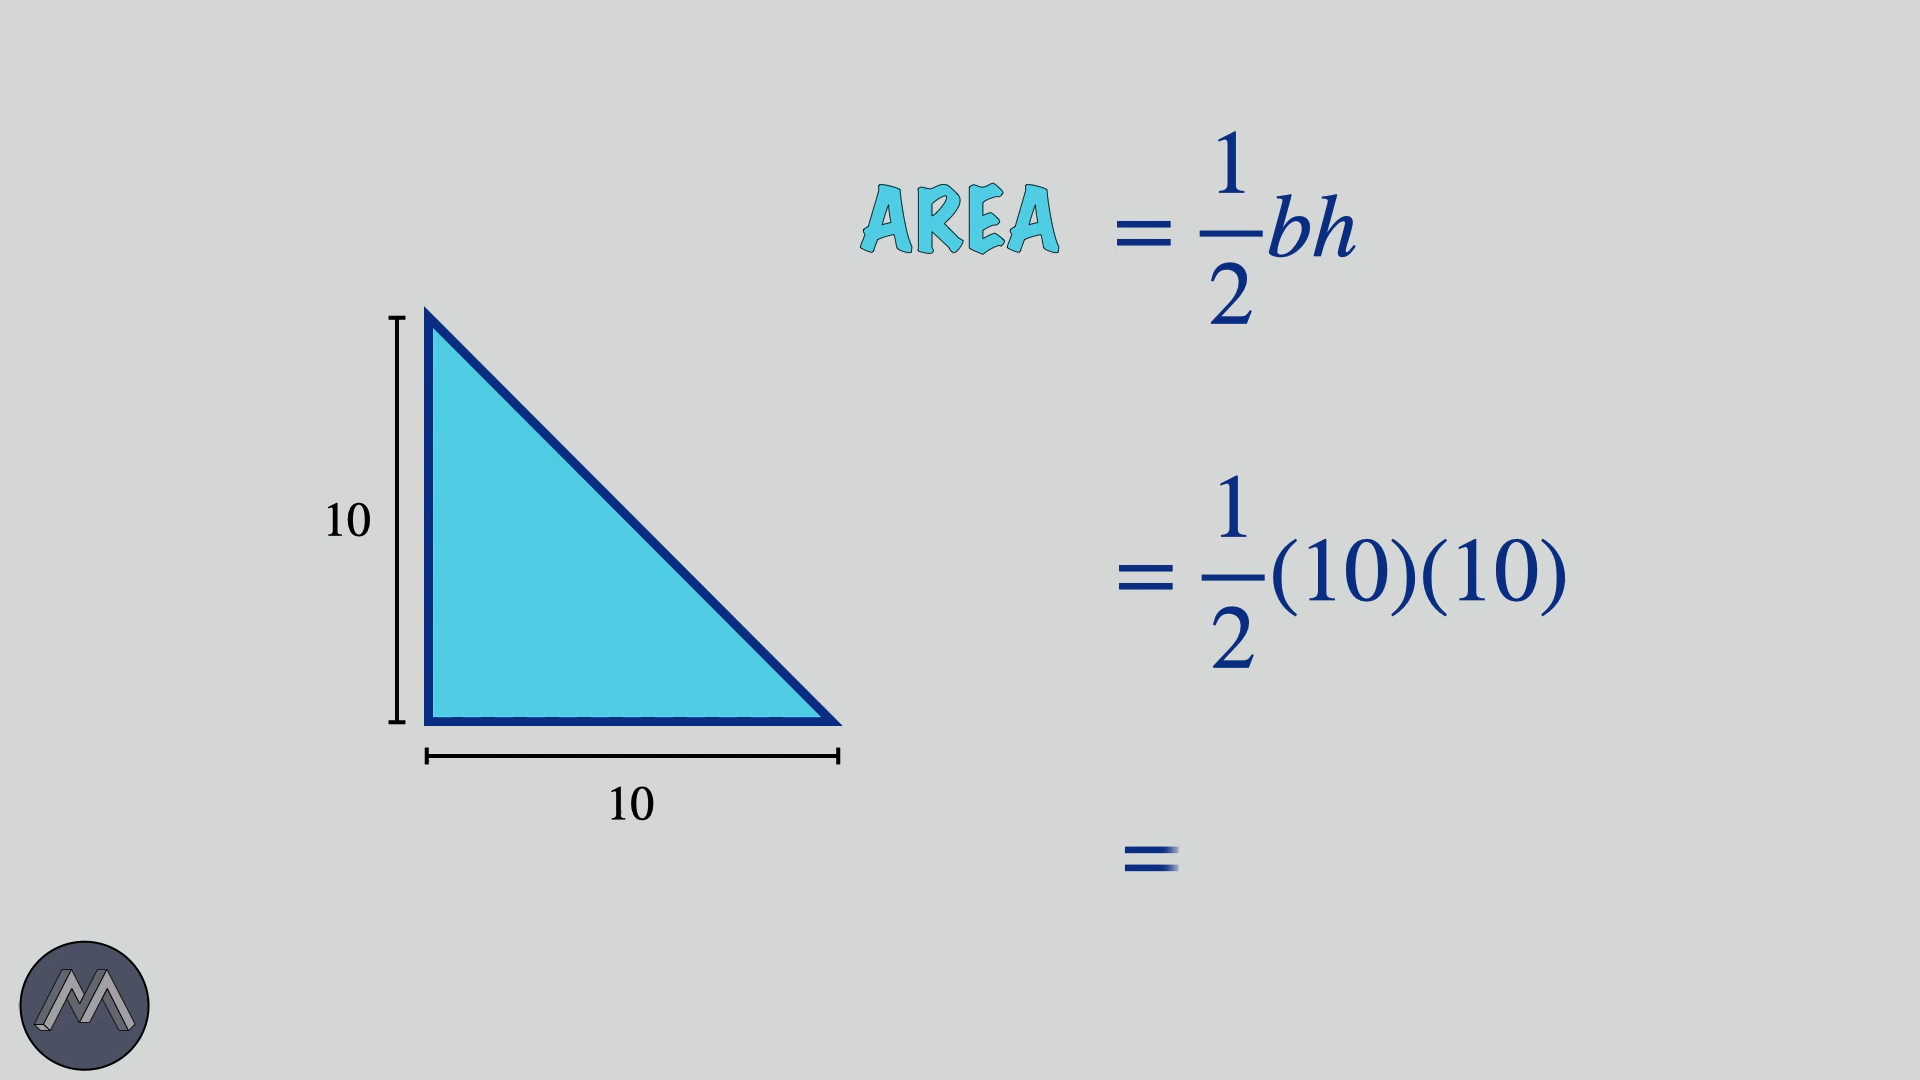 AREA = 1/2 bh
10
= 1/2 (10)(10)
10
=
M